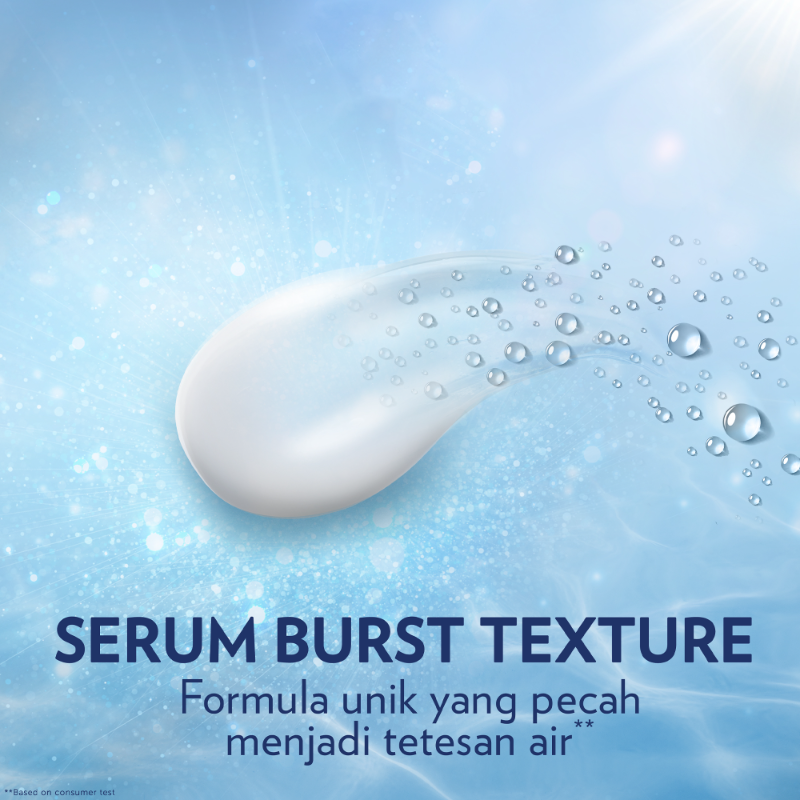 SERUM BURST TEXTURE
Formula unik yang pecah
menjadi tetesan air**
**Based on consumer test